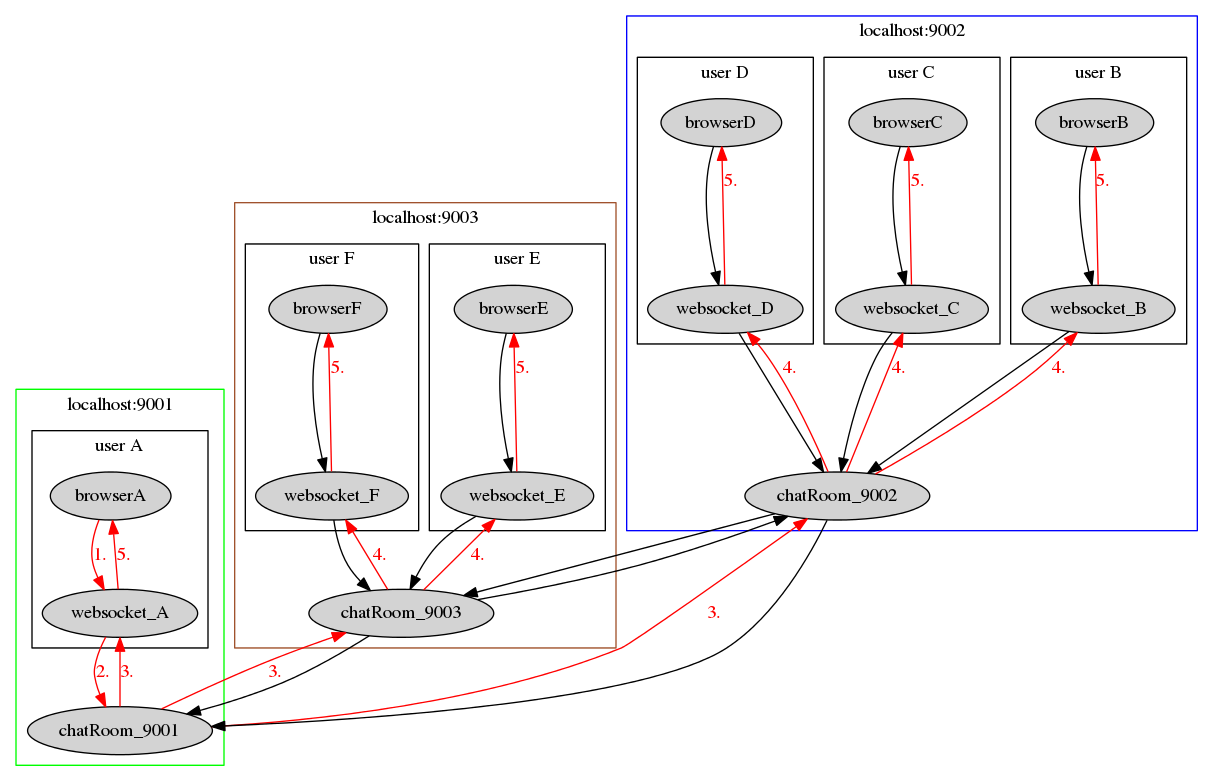 localhost:9002
user D
user C
user B
browserD
browserC
browserB
5.
5.
5.
websocket_D
websocket_C
websocket_B
4.
4.
4.
chatRoom_9002
localhost:9003
user F
user E
browserF
browserE
5.
5.
websocket_F
websocket_E
4.
4.
chatRoom_9003
localhost:9001
user A
browserA
1.
5.
websocket_A
2.
3.
3.
3.
chatRoom_9001